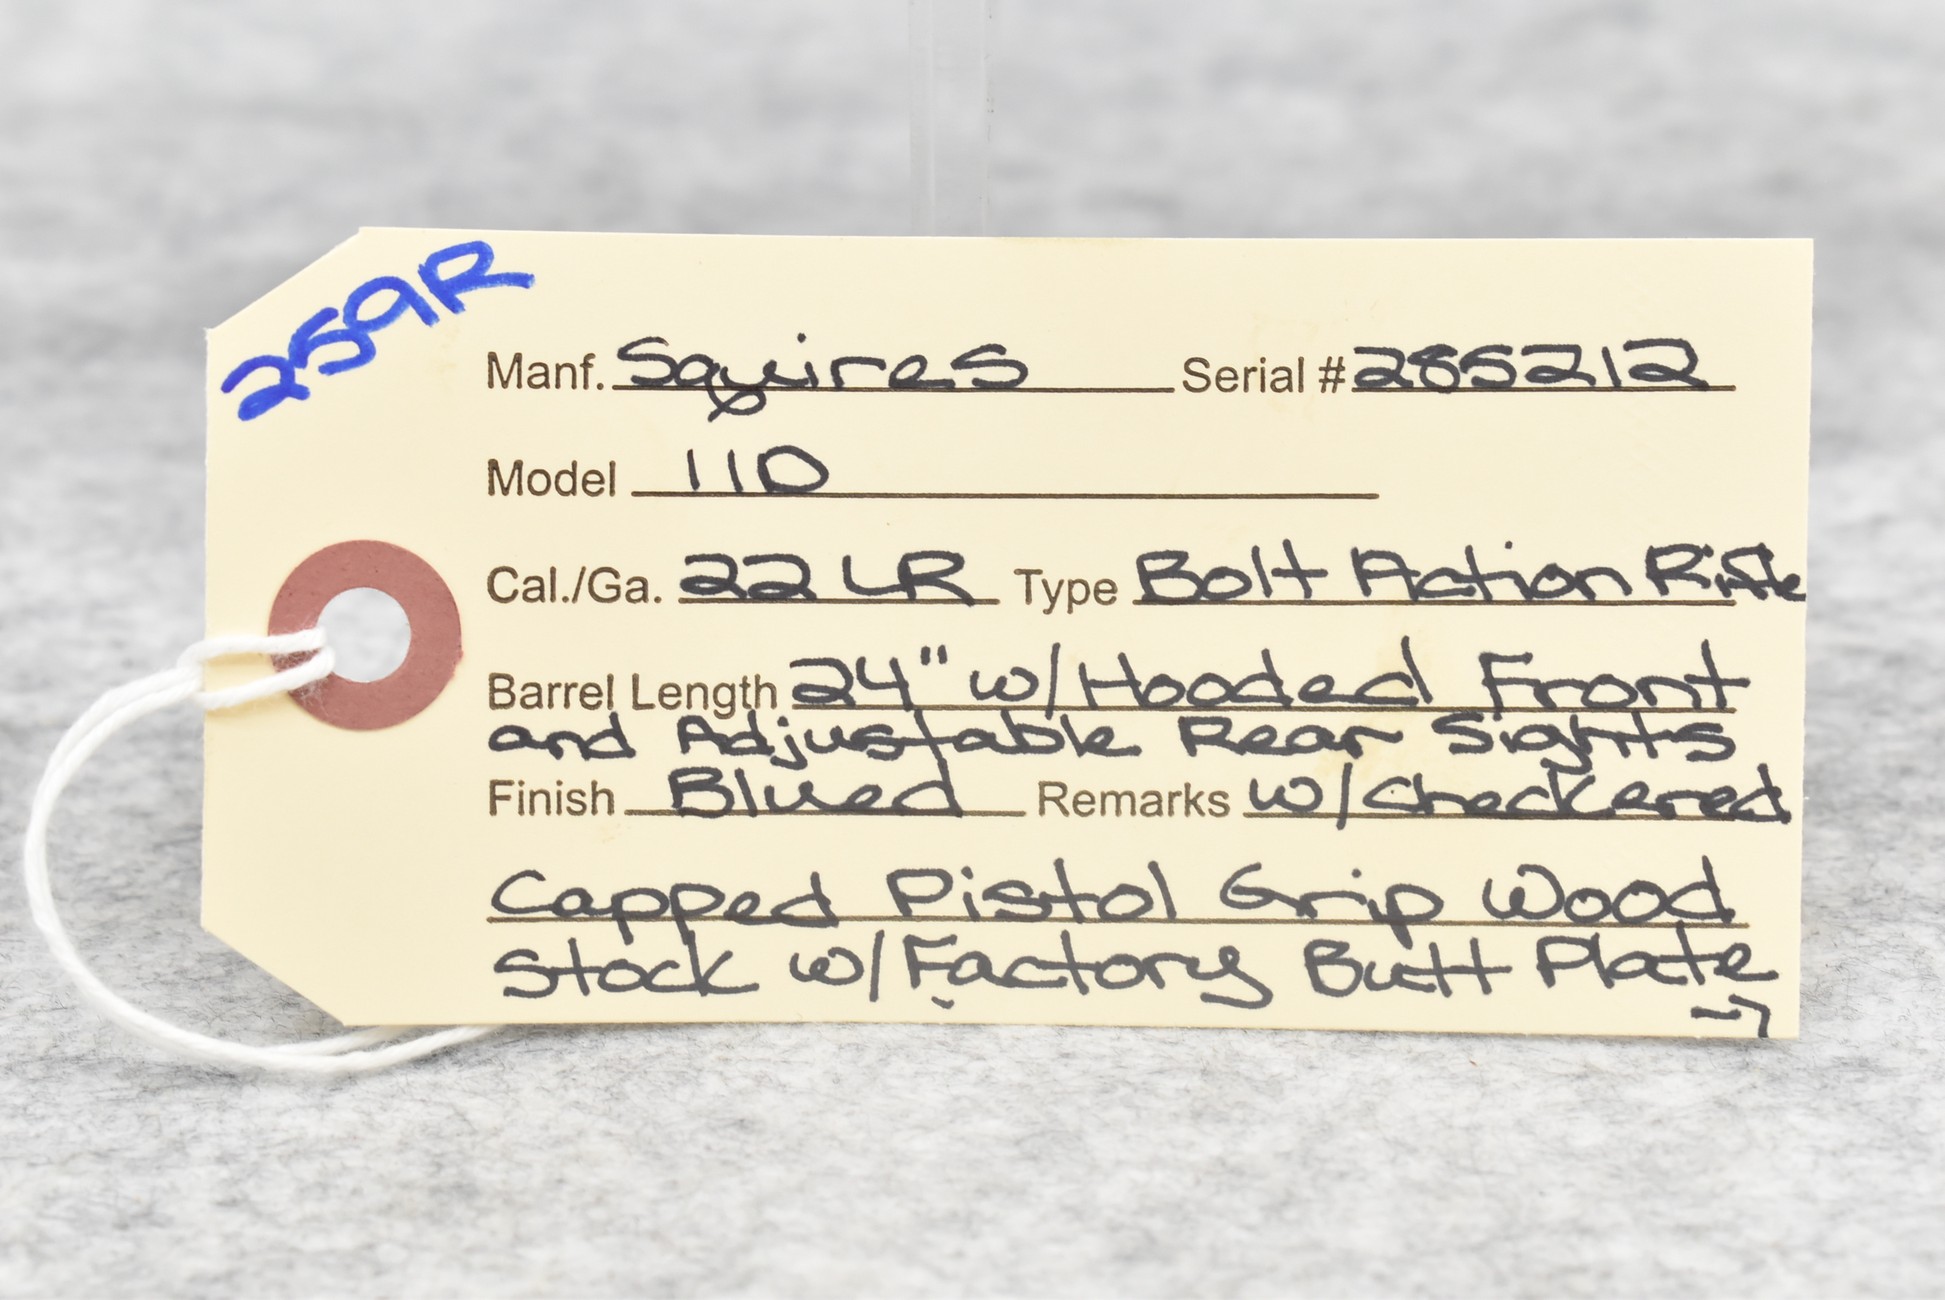 259R
Manf. Squires Serial # 285212
Model 110
Cal./Ga. 22 LR Type Bolt Action Rifle
Barrel Length 24" w/ Hooded Front
and Adjustable Rear Sights
Finish Blued Remarks w/ Checkered
Capped Pistol Grip Wood
Stock w/ Factory Butt Plate
→